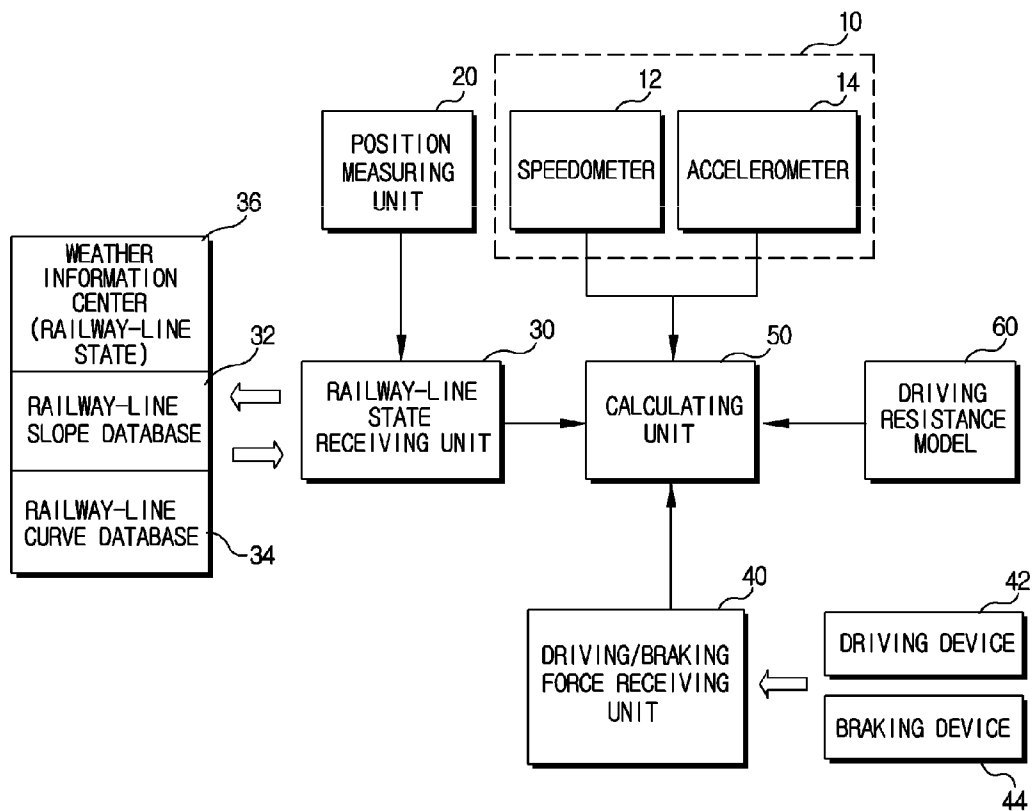 10
20
12
14
POSITION
MEASURING
UNIT
SPEEDOMETER
ACCELEROMETER
36
WEATHER
INFORMATION
CENTER
(RAILWAY-LINE
STATE)
32
RAILWAY-LINE
SLOPE DATABASE
RAILWAY-LINE
CURVE DATABASE
34
30
RAILWAY-LINE
STATE
RECEIVING UNIT
50
CALCULATING
UNIT
60
DRIVING
RESISTANCE
MODEL
40
DRIVING/BRAKING
FORCE RECEIVING
UNIT
42
DRIVING DEVICE
BRAKING DEVICE
44